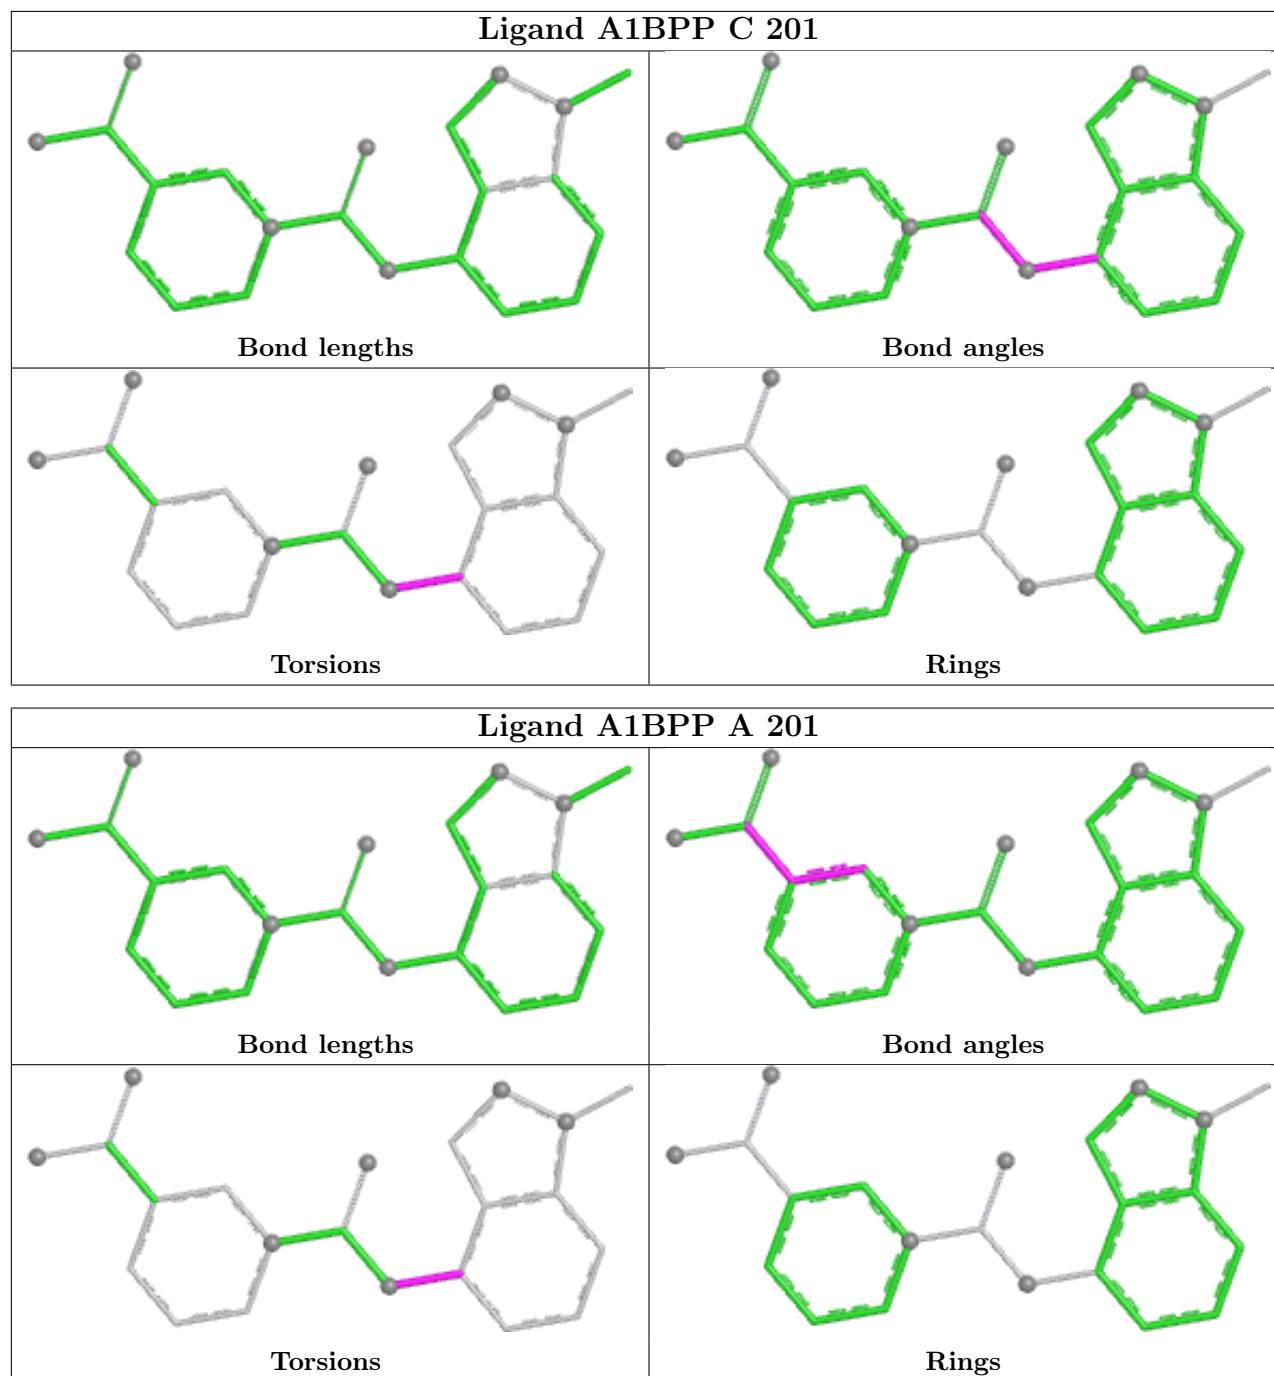 Ligand A1BPP C 201
Bond lengths
Bond angles
Torsions
Rings
Ligand A1BPP A 201
Bond lengths
Bond angles
Torsions
Rings